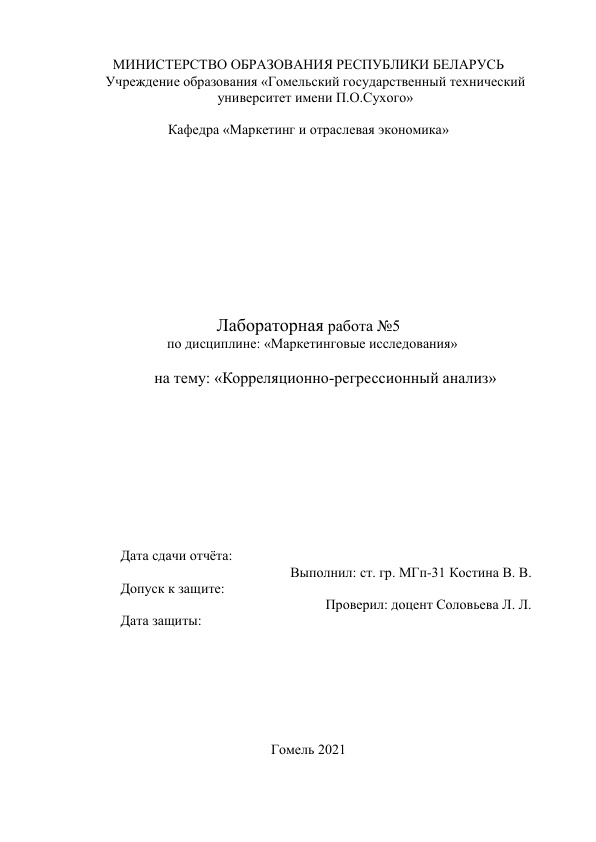 МИНИСТЕРСТВО ОБРАЗОВАНИЯ РЕСПУБЛИКИ БЕЛАРУСЬ
Учреждение образования «Гомельский государственный технический
университет имени П.О.Сухого»
Кафедра «Маркетинг и отраслевая экономика»
Лабораторная работа №5
по дисциплине: «Маркетинговые исследования»
на тему: «Корреляционно-регрессионный анализ»
Дата сдачи отчёта:
Выполнил: ст. гр. МГп-31 Костина В. В.
Допуск к защите:
Проверил: доцент Соловьева Л. Л.
Дата защиты:
Гомель 2021